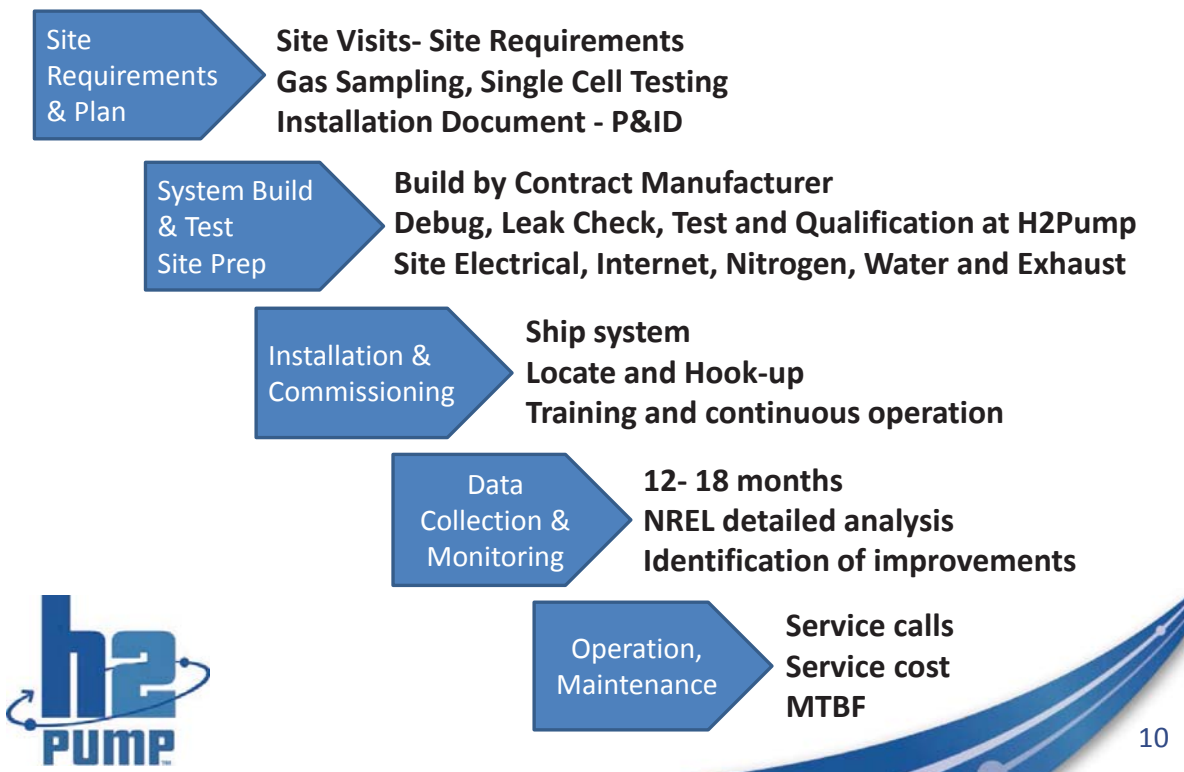 Site
Requirements
& Plan
Site Visits- Site Requirements
Gas Sampling, Single Cell Testing
Installation Document - P&ID
System Build
& Test
Site Prep
Build by Contract Manufacturer
Debug, Leak Check, Test and Qualification at H2Pump
Site Electrical, Internet, Nitrogen, Water and Exhaust
Installation &
Commissioning
Ship system
Locate and Hook-up
Training and continuous operation
Data
Collection &
Monitoring
12- 18 months
NREL detailed analysis
Identification of improvements
Operation,
Maintenance
Service calls
Service cost
MTBF
h2
PUMP™
10